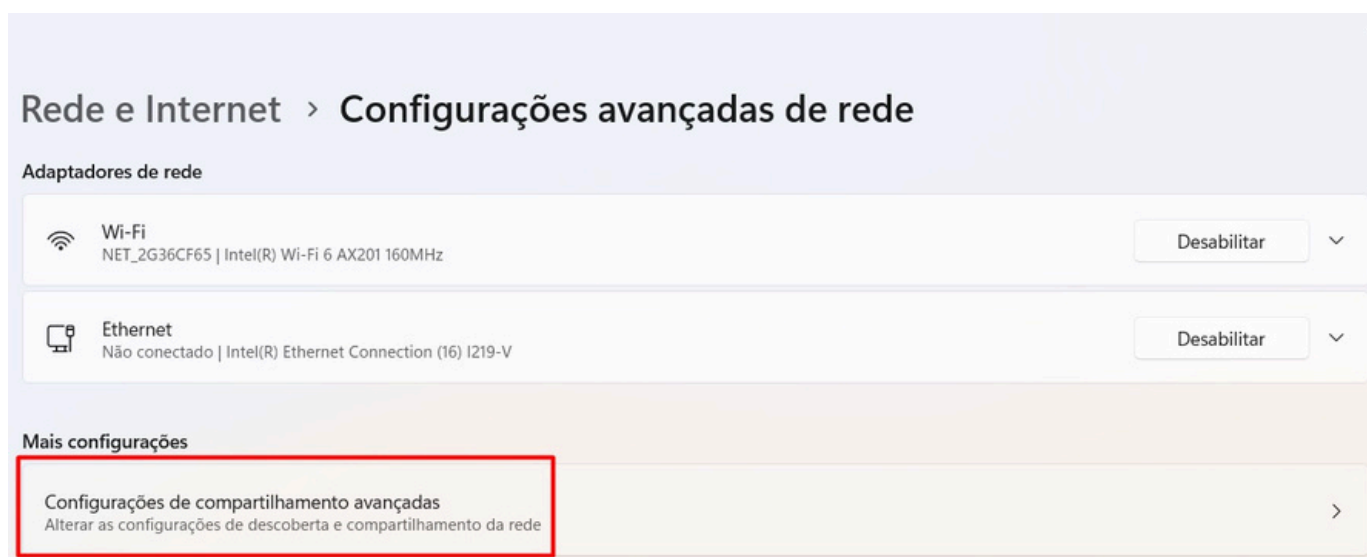 Rede e Internet > Configurações avançadas de rede
Adaptadores de rede
Wi-Fi
NET_2G36CF65 | Intel(R) Wi-Fi 6 AX201 160MHz
Desabilitar
Ethernet
Não conectado | Intel(R) Ethernet Connection (16) I219-V
Desabilitar
Mais configurações
Configurações de compartilhamento avançadas
Alterar as configurações de descoberta e compartilhamento da rede